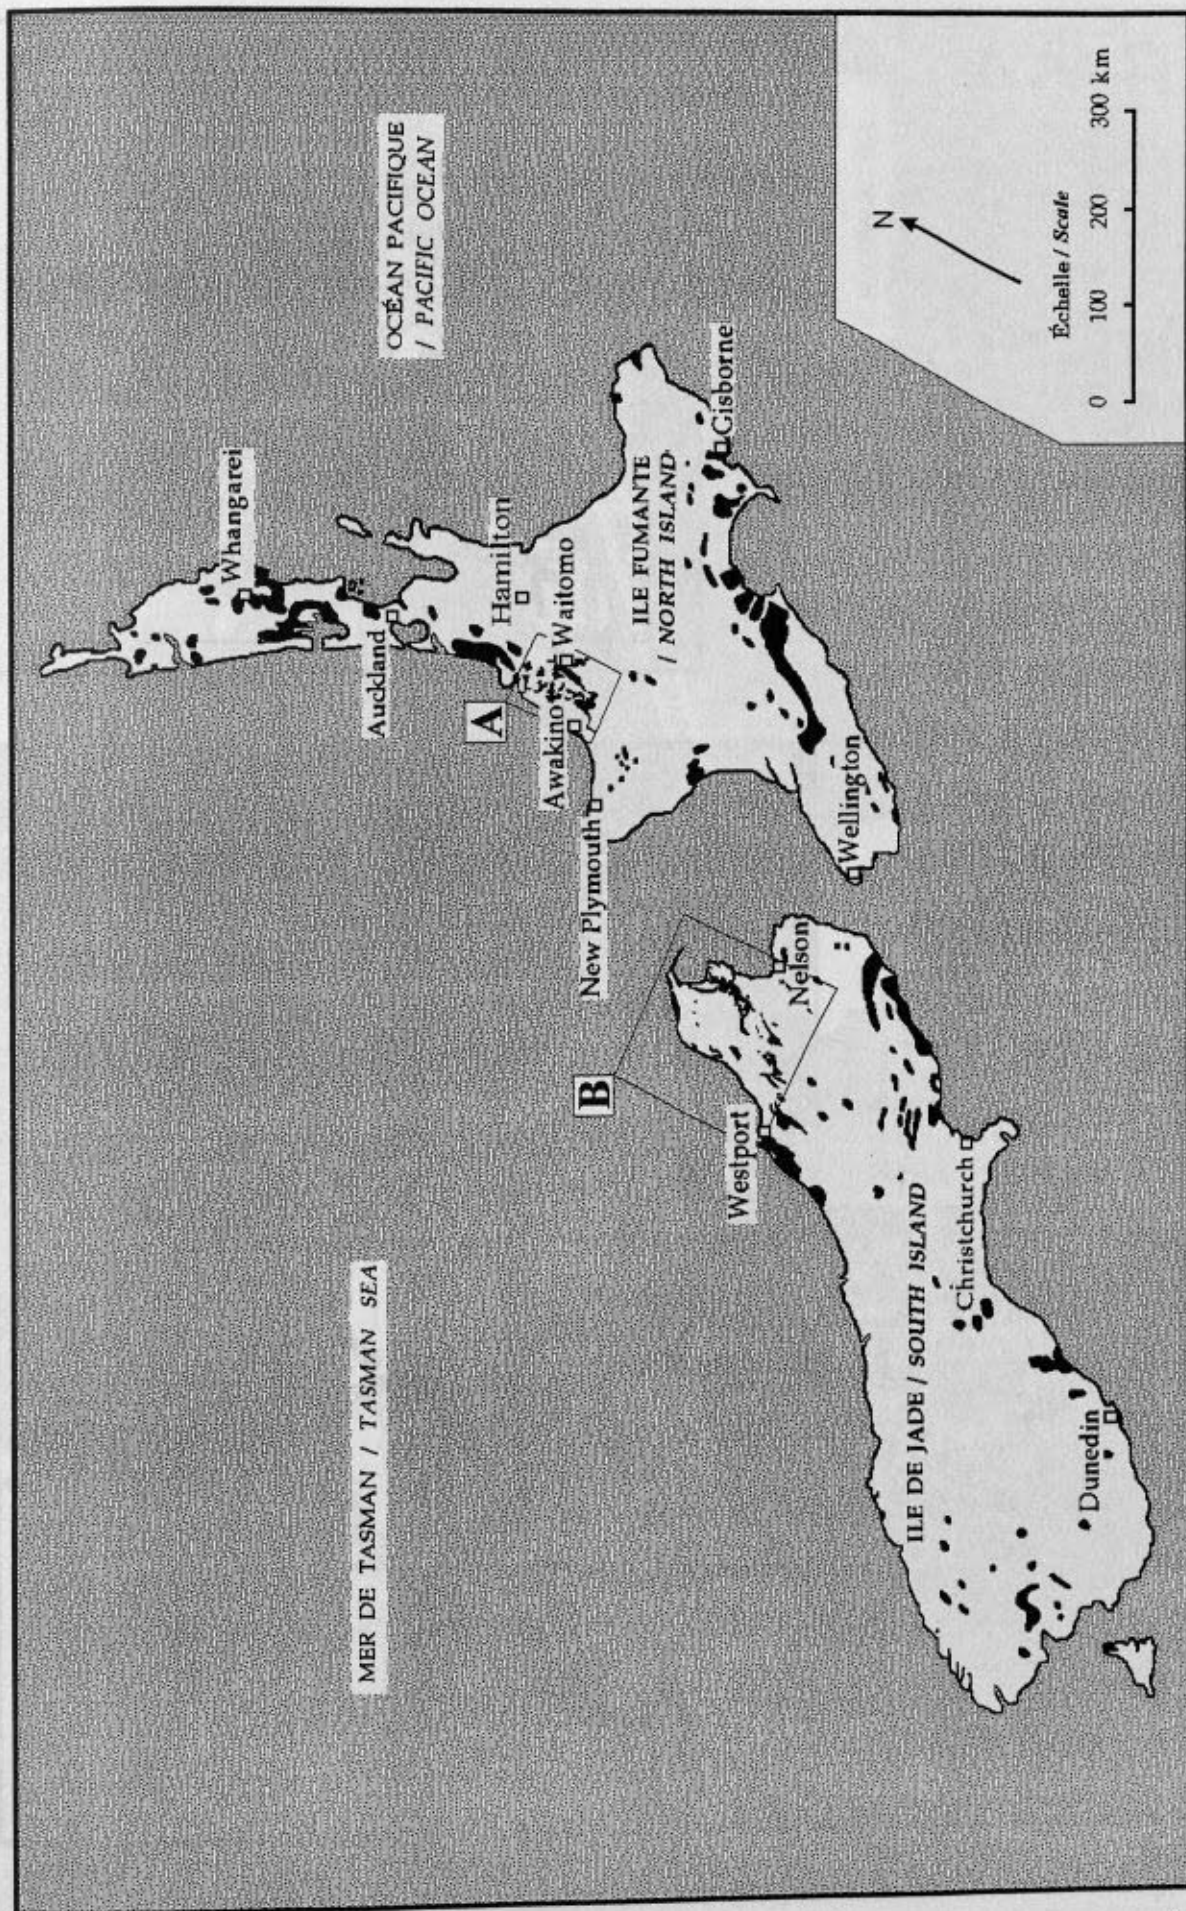 MER DE TASMAN / TASMAN SEA
OCÉAN PACIFIQUE
/ PACIFIC OCEAN
Whangarei
Auckland
Hamilton
A
Waitomo
Awakino
New Plymouth
ILE FUMANTE
/ NORTH ISLAND
Gisborne
Wellington
B
Nelson
Westport
ILE DE JADE / SOUTH ISLAND
Christchurch
Dunedin
N
Échelle / Scale
0 100 200 300 km